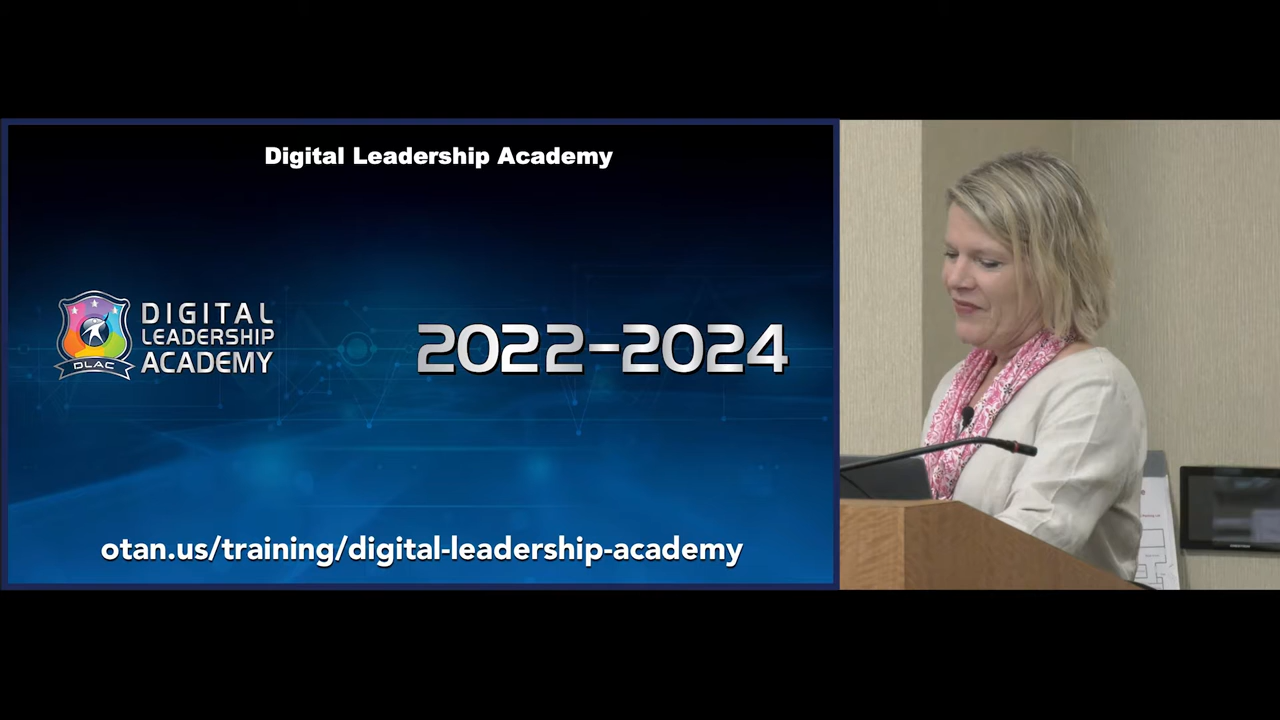 Digital Leadership Academy
DIGITAL
LEADERSHIP
ACADEMY
DLAC
2022-2024
otan.us/training/digital-leadership-academy